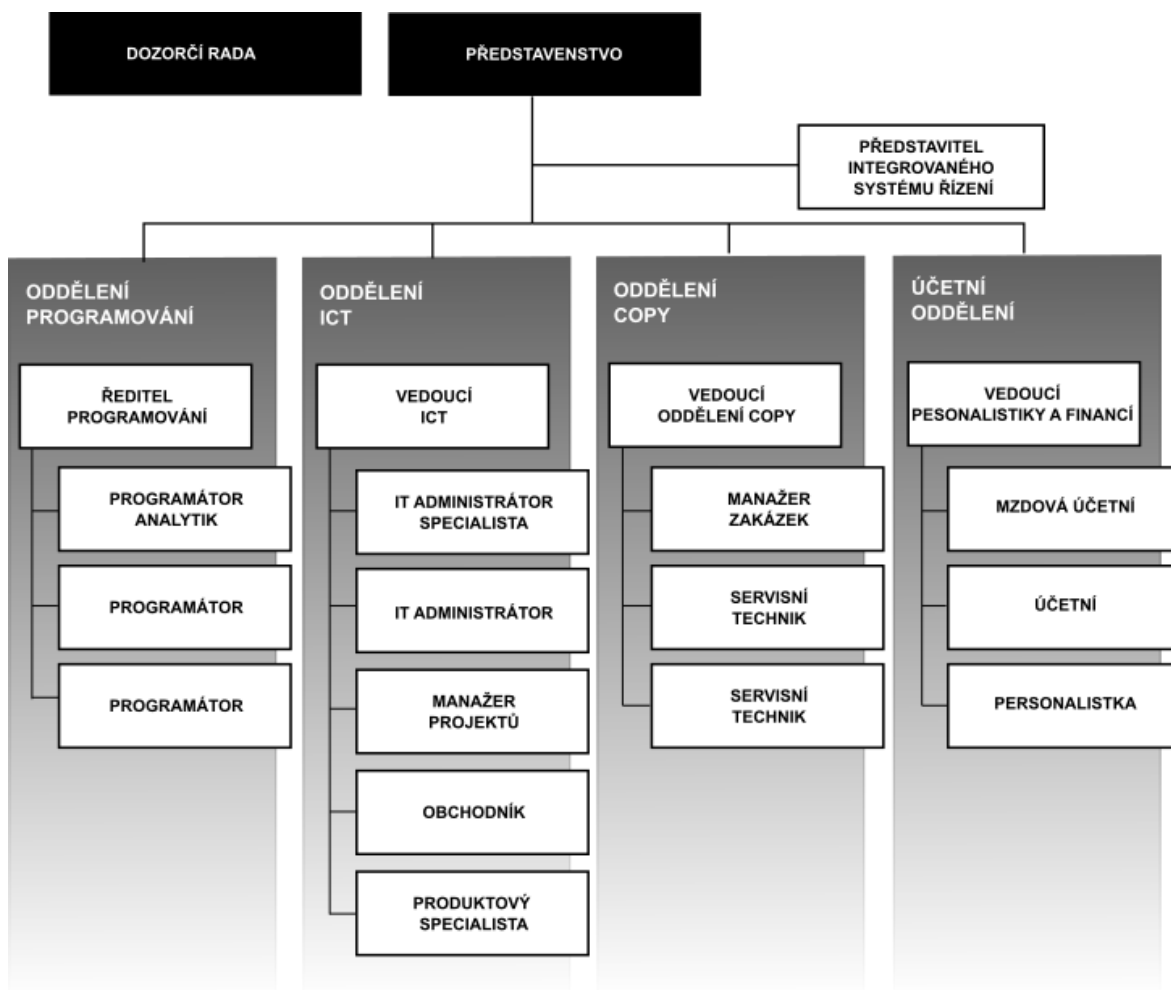 DOZORČÍ RADA
PŘEDSTAVENSTVO
PŘEDSTAVITEL
INTEGROVANÉHO
SYSTÉMU ŘÍZENÍ
ODDĚLENÍ
PROGRAMOVÁNÍ
ŘEDITEL
PROGRAMOVÁNÍ
PROGRAMÁTOR
ANALYTIK
PROGRAMÁTOR
PROGRAMÁTOR
ODDĚLENÍ
ICT
VEDOUCÍ
ICT
IT ADMINISTRÁTOR
SPECIALISTA
IT ADMINISTRÁTOR
MANAŽER
PROJEKTŮ
OBCHODNÍK
PRODUKTOVÝ
SPECIALISTA
ODDĚLENÍ
COPY
VEDOUCÍ
ODDĚLENÍ COPY
MANAŽER
ZAKÁZEK
SERVISNÍ
TECHNIK
SERVISNÍ
TECHNIK
ÚČETNÍ
ODDĚLENÍ
VEDOUCÍ
PESONALISTIKY A FINANCÍ
MZDOVÁ ÚČETNÍ
ÚČETNÍ
PERSONALISTKA